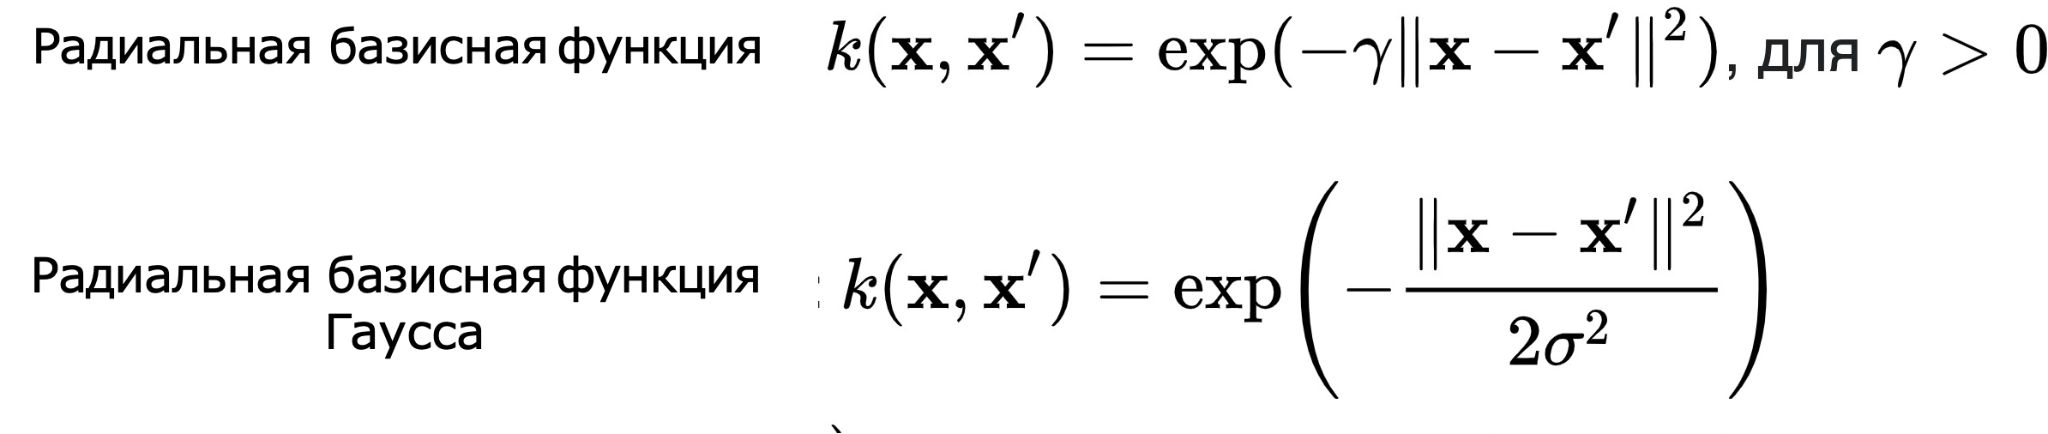 Радиальная базисная функция k(x, x′) = exp(−γ‖x − x′‖²), для γ > 0
Радиальная базисная функция
Гаусса
: k(x, x′) = exp(−‖x − x′‖² / 2σ²)